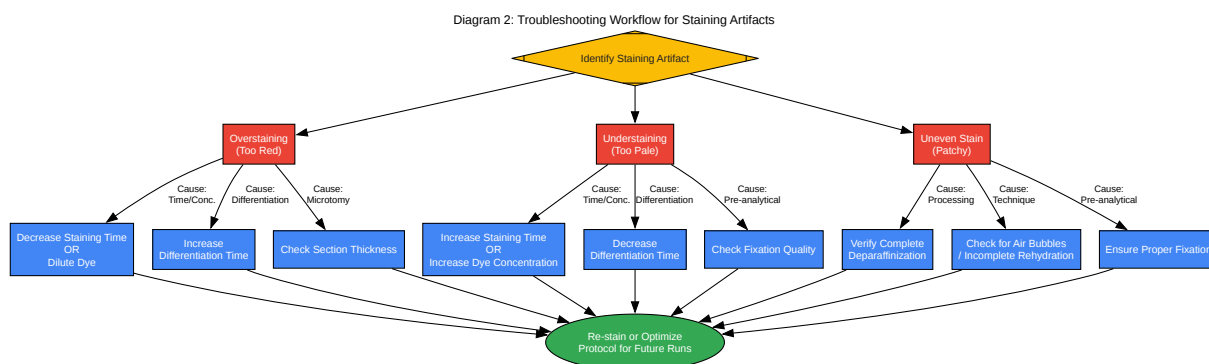 Diagram 2: Troubleshooting Workflow for Staining Artifacts
Identify Staining Artifact
Overstaining
(Too Red)
Understaining
(Too Pale)
Uneven Stain
(Patchy)
Cause:
Time/Conc.
Cause:
Differentiation
Cause:
Microtomy
Cause:
Time/Conc.
Cause:
Differentiation
Cause:
Pre-analytical
Cause:
Processing
Cause:
Technique
Cause:
Pre-analytical
Decrease Staining Time
OR
Dilute Dye
Increase
Differentiation Time
Check Section Thickness
Increase Staining Time
OR
Increase Dye Concentration
Decrease
Differentiation Time
Check Fixation Quality
Verify Complete
Deparaffinization
Check for Air Bubbles
/ Incomplete Rehydration
Ensure Proper Fixation
Re-stain or Optimize
Protocol for Future Runs